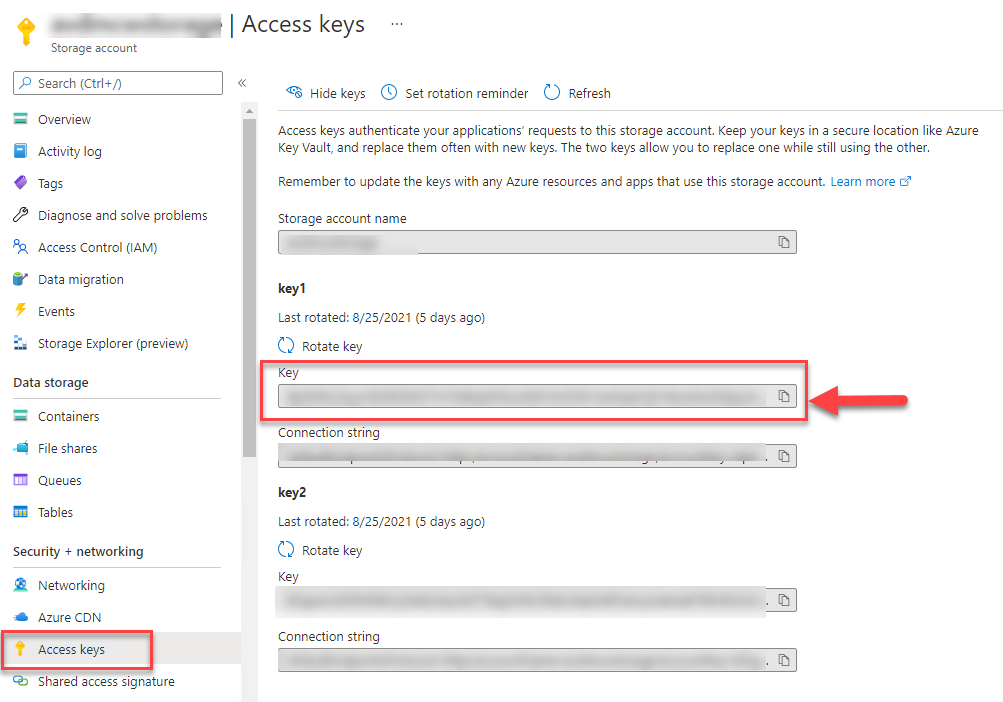 | Access keys ...
Storage account
Search (Ctrl+/)
«
Overview
Activity log
Tags
Diagnose and solve problems
Access Control (IAM)
Data migration
Events
Storage Explorer (preview)
Data storage
Containers
File shares
Queues
Tables
Security + networking
Networking
Azure CDN
Access keys
Shared access signature
Hide keys
Set rotation reminder
Refresh
Access keys authenticate your applications' requests to this storage account. Keep your keys in a secure location like Azure
Key Vault, and replace them often with new keys. The two keys allow you to replace one while still using the other.
Remember to update the keys with any Azure resources and apps that use this storage account. Learn more
Storage account name
key1
Last rotated: 8/25/2021 (5 days ago)
Rotate key
Key
Connection string
key2
Last rotated: 8/25/2021 (5 days ago)
Rotate key
Key
Connection string